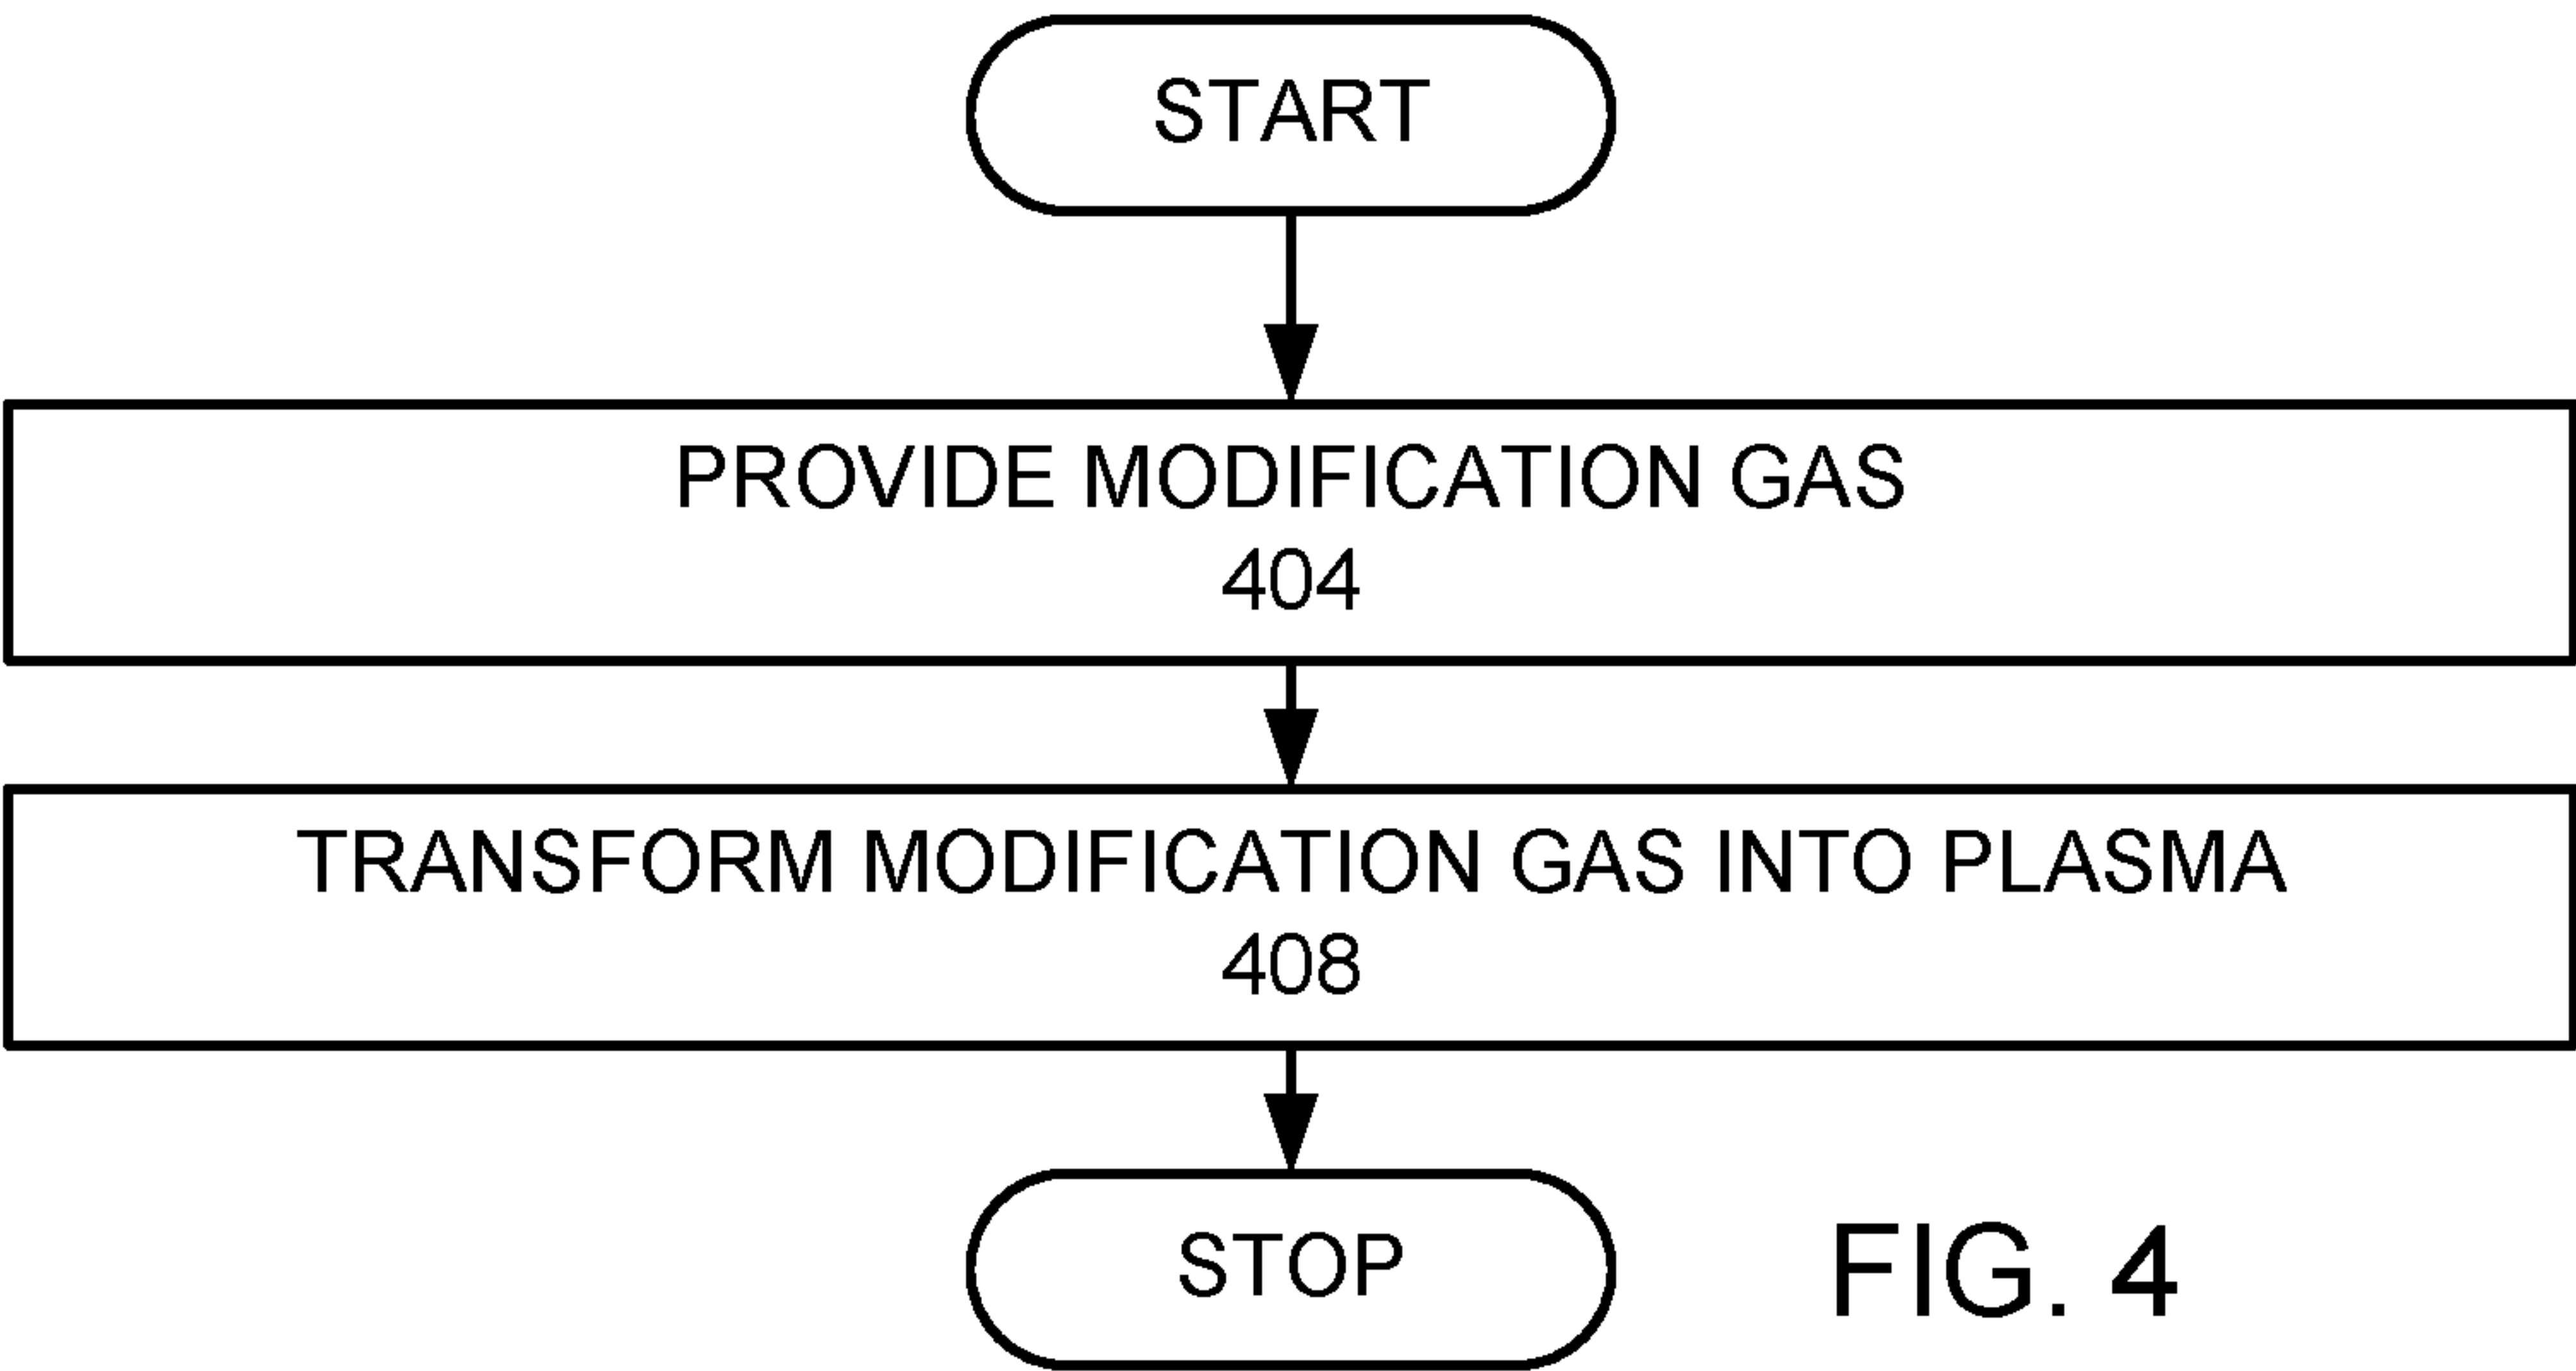 START
PROVIDE MODIFICATION GAS
404
TRANSFORM MODIFICATION GAS INTO PLASMA
408
STOP
FIG. 4